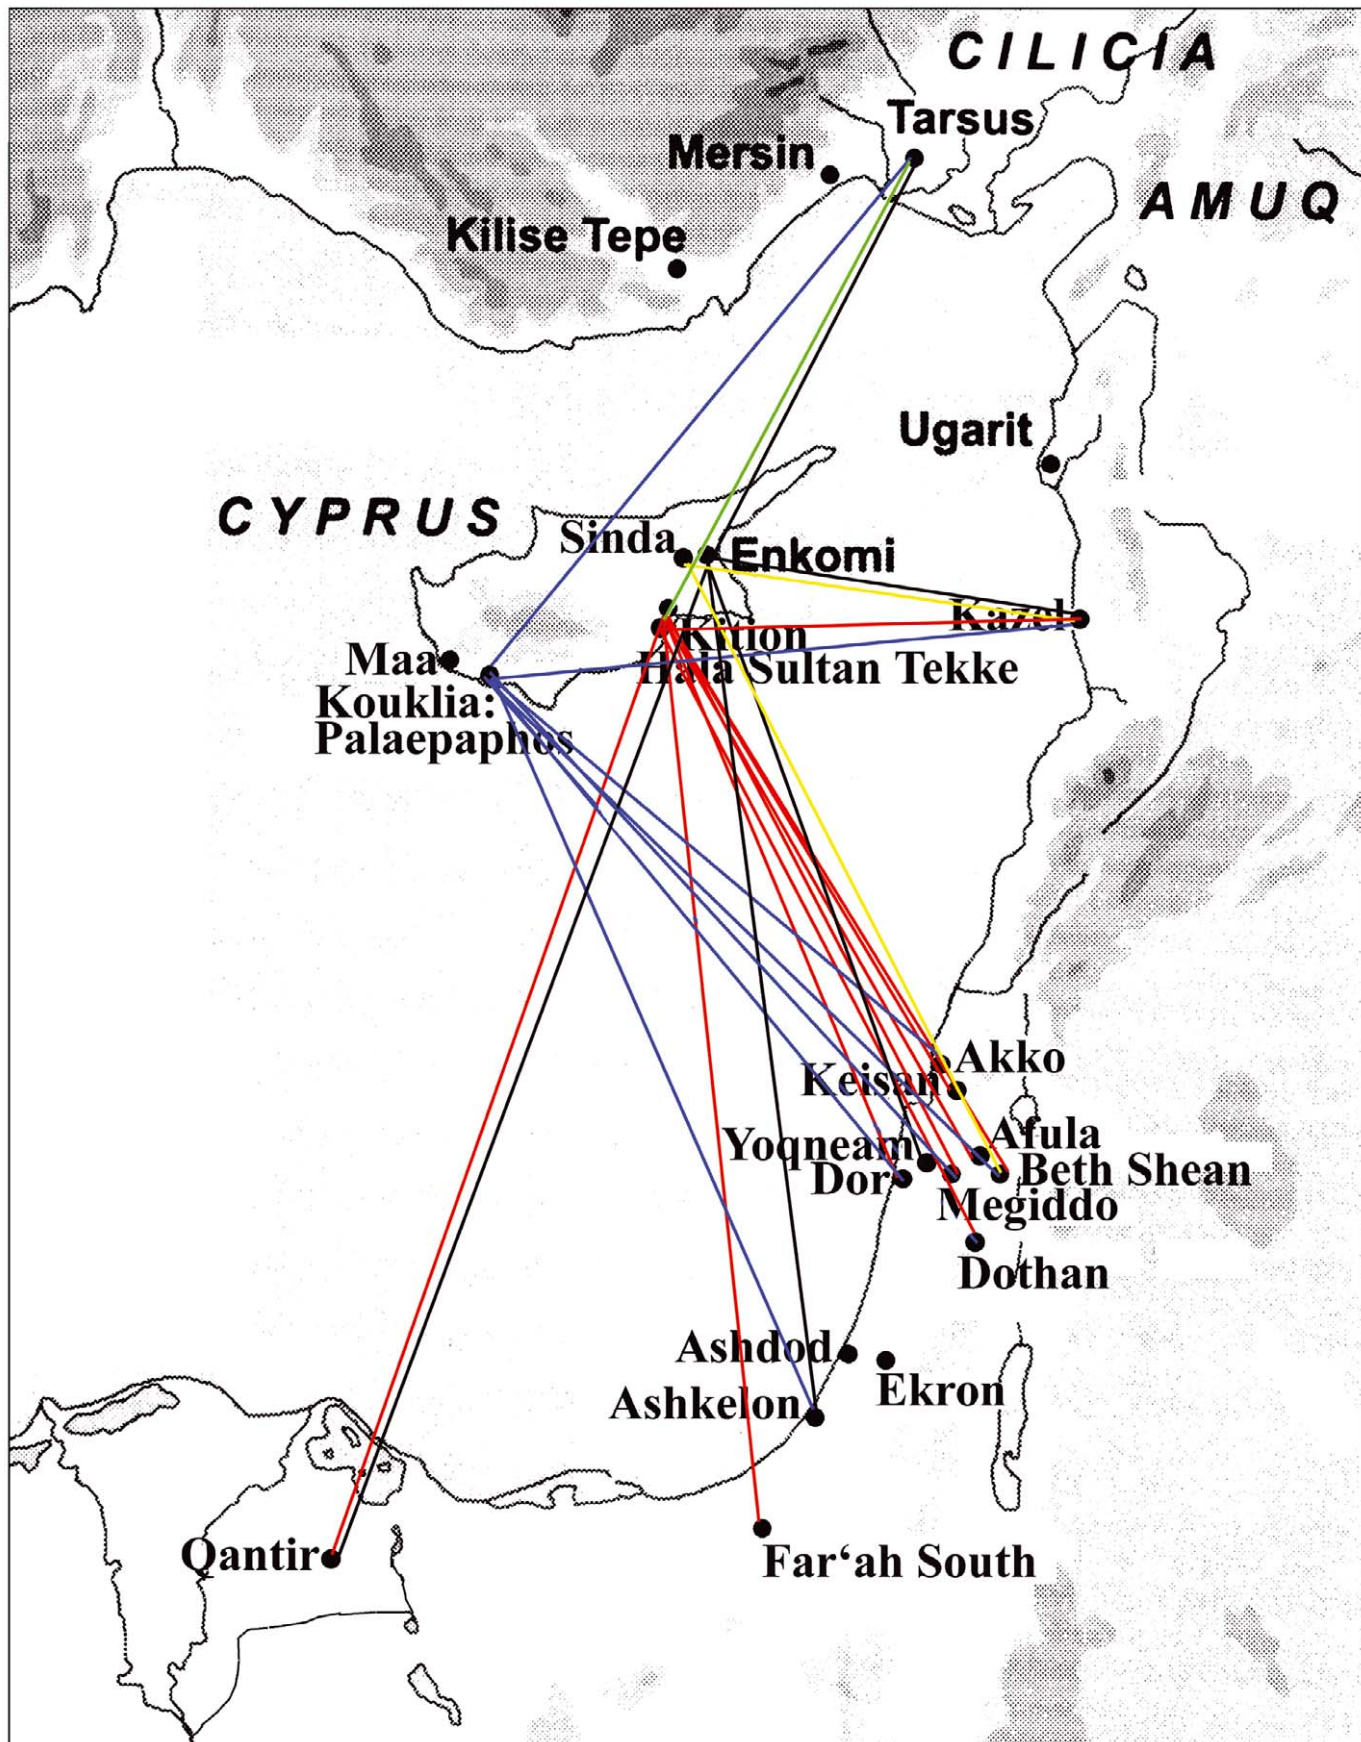 CILICIA
Tarsus
Mersin
AMUQ
Kilise Tepe
Ugarit
CYPRUS
Sinda
Enkomi
Kazel
Kition
Hala Sultan Tekke
Maa
Kouklia:
Palaepaphos
Akko
Keisan
Afula
Yoqneam
Beth Shean
Dor
Megiddo
Dothan
Ashdod
Ekron
Ashkelon
Qantir
Far‘ah South